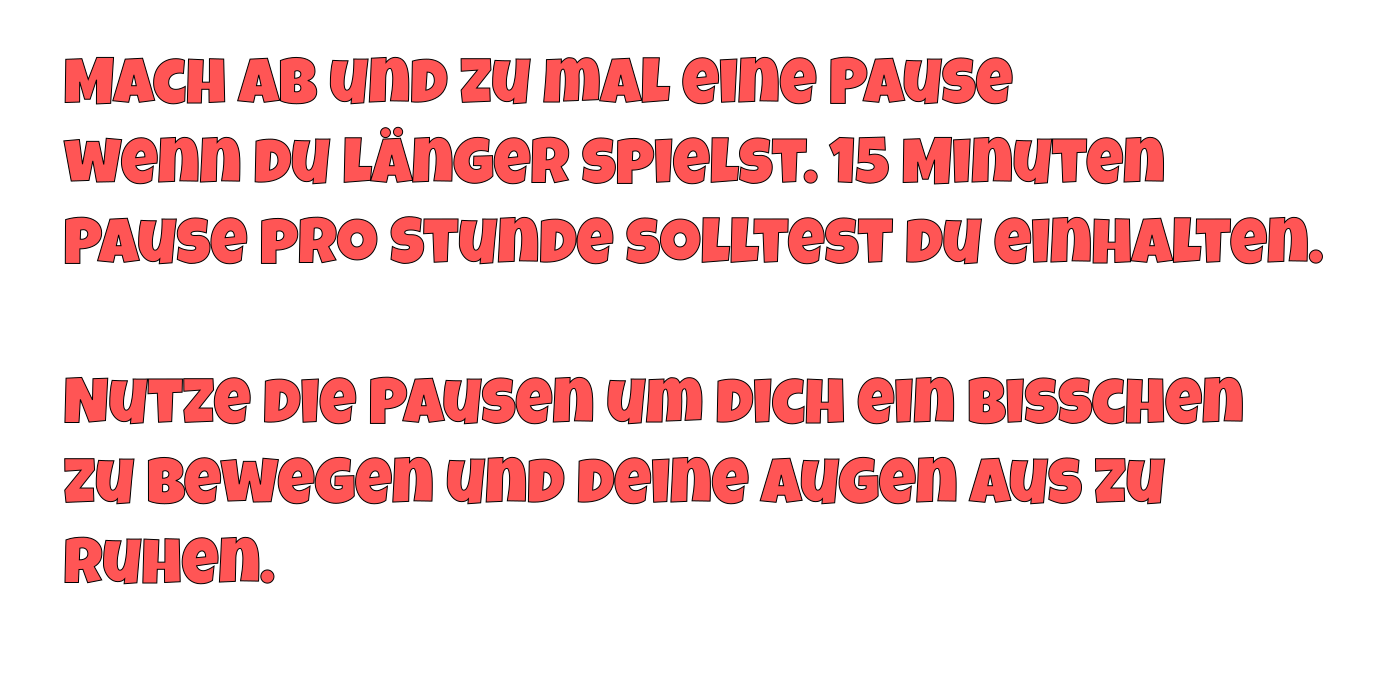 Mach ab und zu mal eine Pause
wenn du länger spielst. 15 Minuten
Pause pro Stunde solltest du einhalten.
Nutze die Pausen um dich ein bisschen
zu bewegen und deine Augen aus zu
ruhen.